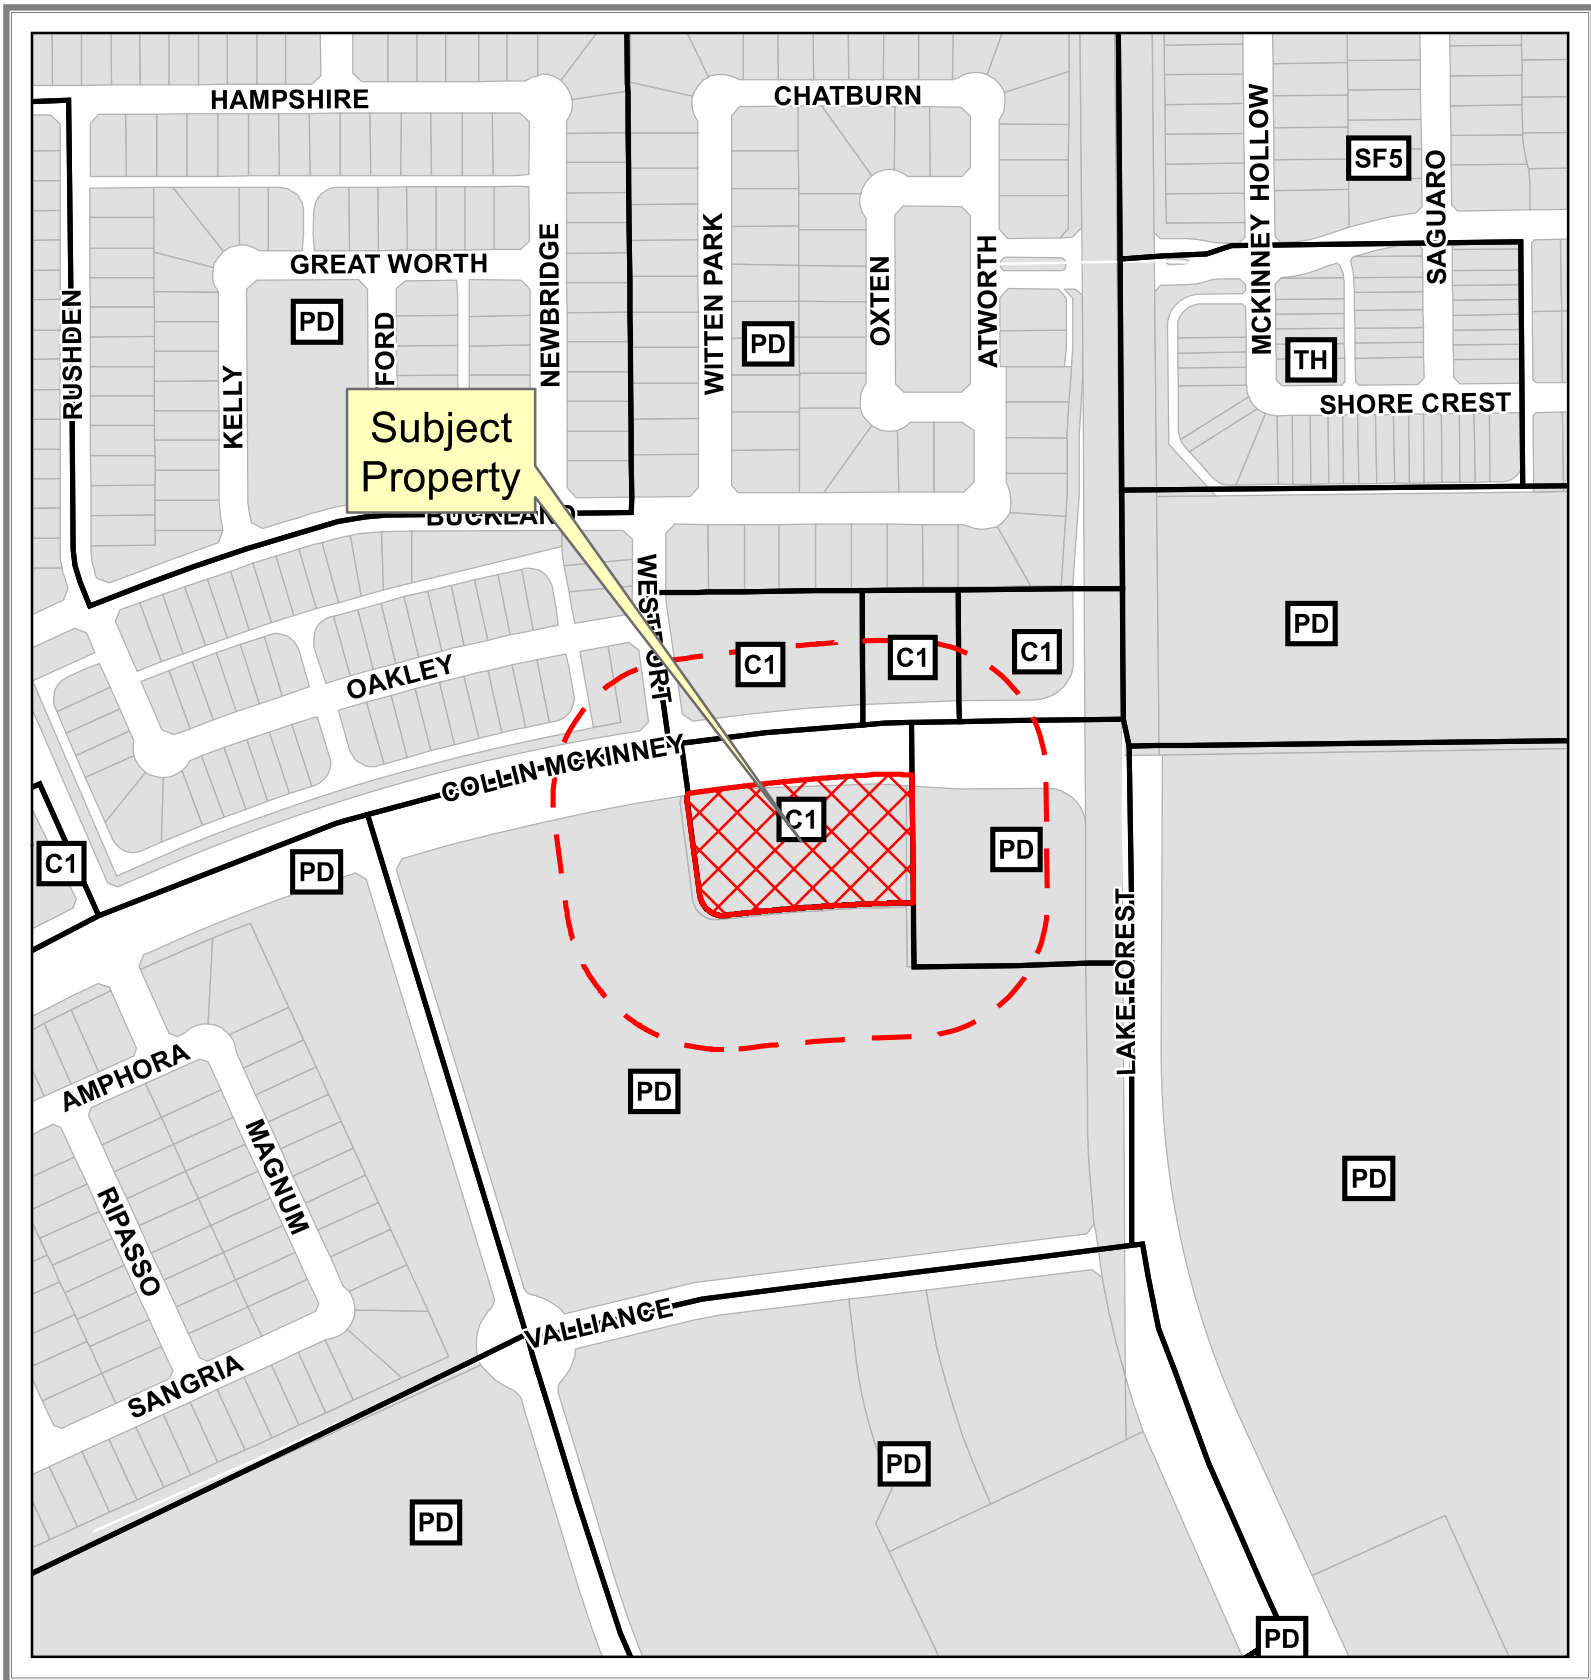 HAMPSHIRE
CHATBURN
MCKINNEY HOLLOW
SF5
SAGUARO
RUSHDEN
GREAT WORTH
NEWBRIDGE
WITTEN PARK
OXTEN
ATWORTH
PD
FORD
PD
TH
KELLY
SHORE CREST
Subject
Property
BUCKLAND
WESTPORT
PD
C1
C1
C1
OAKLEY
COLLIN MCKINNEY
C1
C1
PD
PD
LAKE FOREST
AMPHORA
PD
MAGNUM
PD
RIPASSO
VALLIANCE
SANGRIA
PD
PD
PD